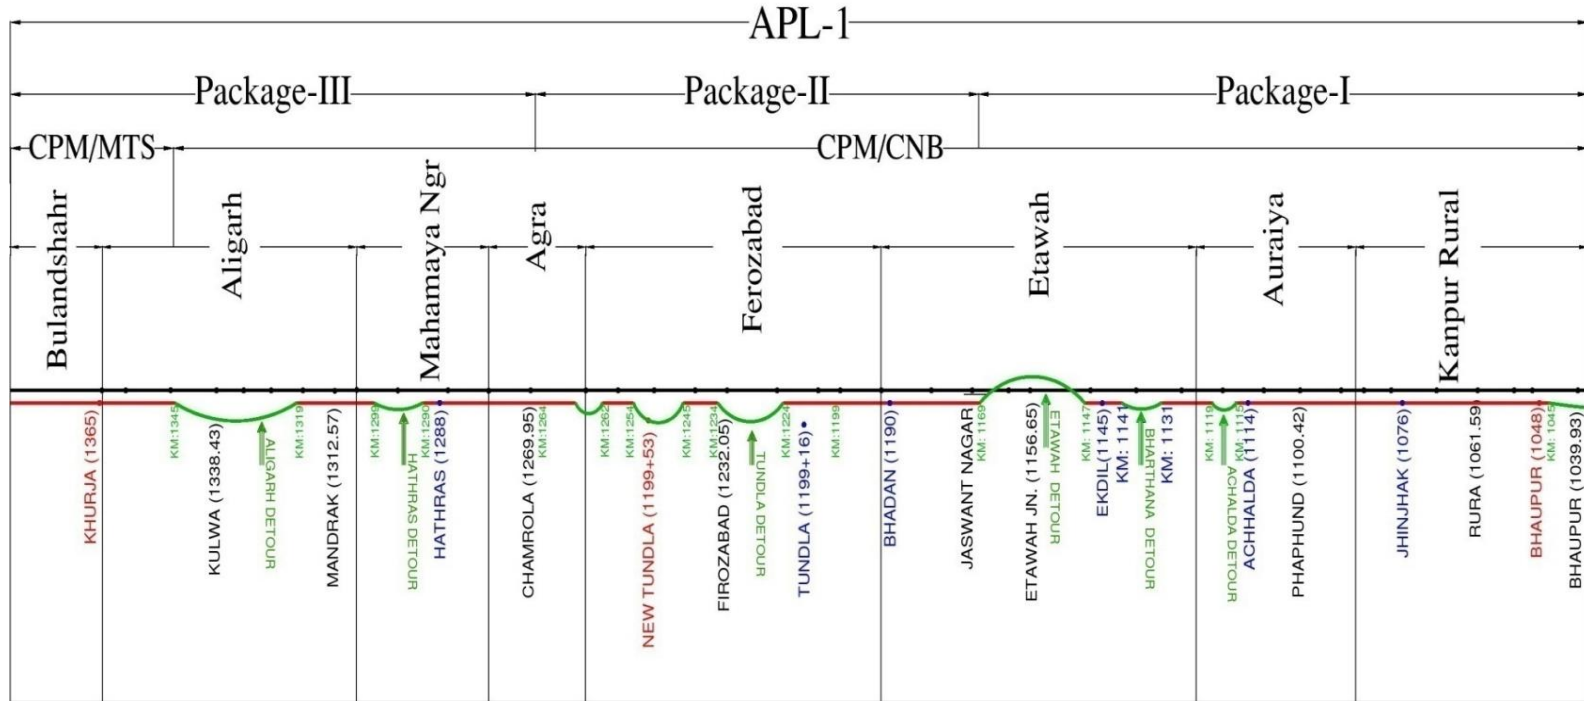 APL-1
Package-III
Package-II
Package-I
CPM/MTS
CPM/CNB
Bulandshahr
Aligarh
Mahamaya Ngr
Agra
Ferozabad
Etawah
Auraiya
Kanpur Rural
KHURJA (1365)
KM:1345
KULWA (1338.43)
ALIGARH DETOUR
KM:1319
MANDRAK (1312.57)
KM:1299
HATHRAS DETOUR
KM:1290
HATHRAS (1288)
CHAMROLA (1269.95)
KM:1264
KM:1262
KM:1254
NEW TUNDLA (1199+53)
KM:1245
KM:1234
FIROZABAD (1232.05)
TUNDLA DETOUR
KM:1224
TUNDLA (1199+16)
KM:1199
BHADAN (1190)
JASWANT NAGAR
KM: 1169
ETAWAH JN. (1156.65)
ETAWAH DETOUR
KM: 1147
EKDIL(1145)
KM: 1141
BHARTHANA DETOUR
KM: 1131
KM: 1119
ACHALDA DETOUR
KM: 1115
ACHHALDA (1114)
PHAPHUND (1100.42)
JHINJHAK (1076)
RURA (1061.59)
BHAUPUR (1048)
KM: 1045
BHAUPUR (1039.93)